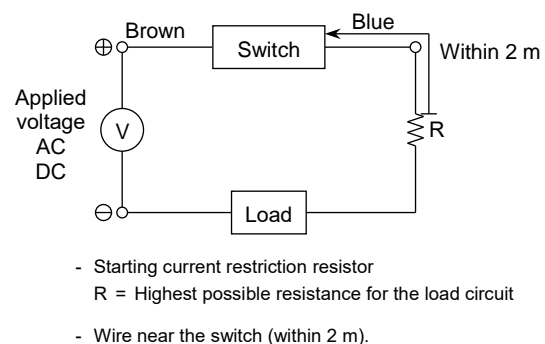 Brown
Blue
⊕
Switch
Within 2 m
Applied
voltage
AC
DC
V
R
⊖
Load
- Starting current restriction resistor
R = Highest possible resistance for the load circuit
- Wire near the switch (within 2 m).